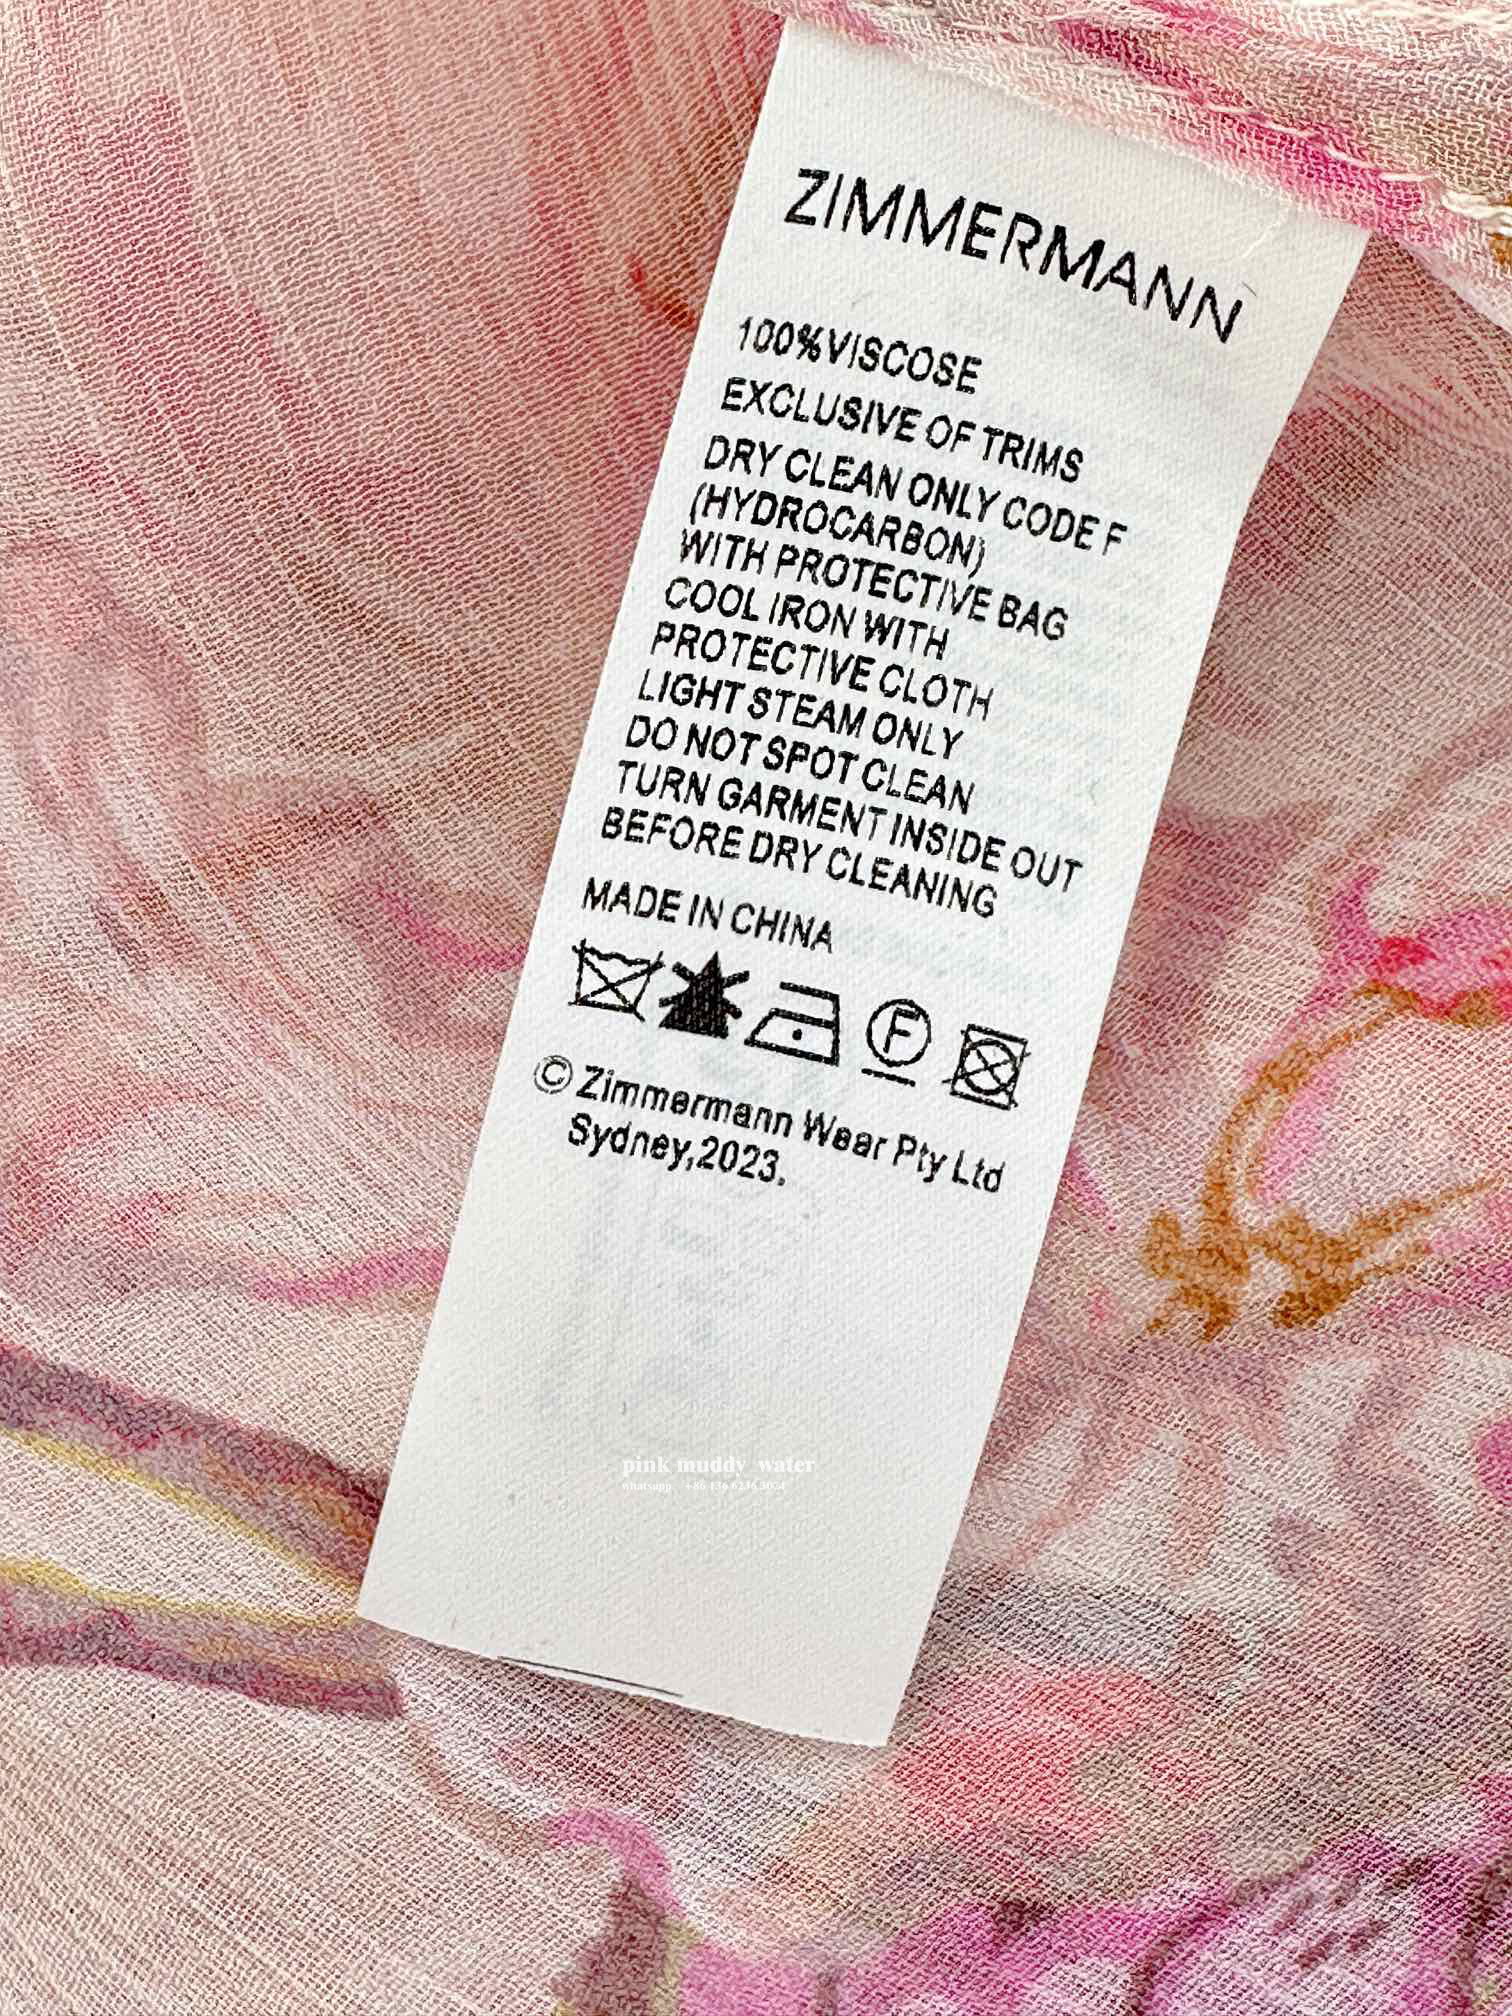 ZIMMERMANN
100%VISCOSE
EXCLUSIVE OF TRIMS
DRY CLEAN ONLY CODE F
(HYDROCARBON)
WITH PROTECTIVE BAG
COOL IRON WITH
PROTECTIVE CLOTH
LIGHT STEAM ONLY
DO NOT SPOT CLEAN
TURN GARMENT INSIDE OUT
BEFORE DRY CLEANING
MADE IN CHINA
F
© Zimmermann Wear Pty Ltd
Sydney,2023.
pink muddy water
whatsapp